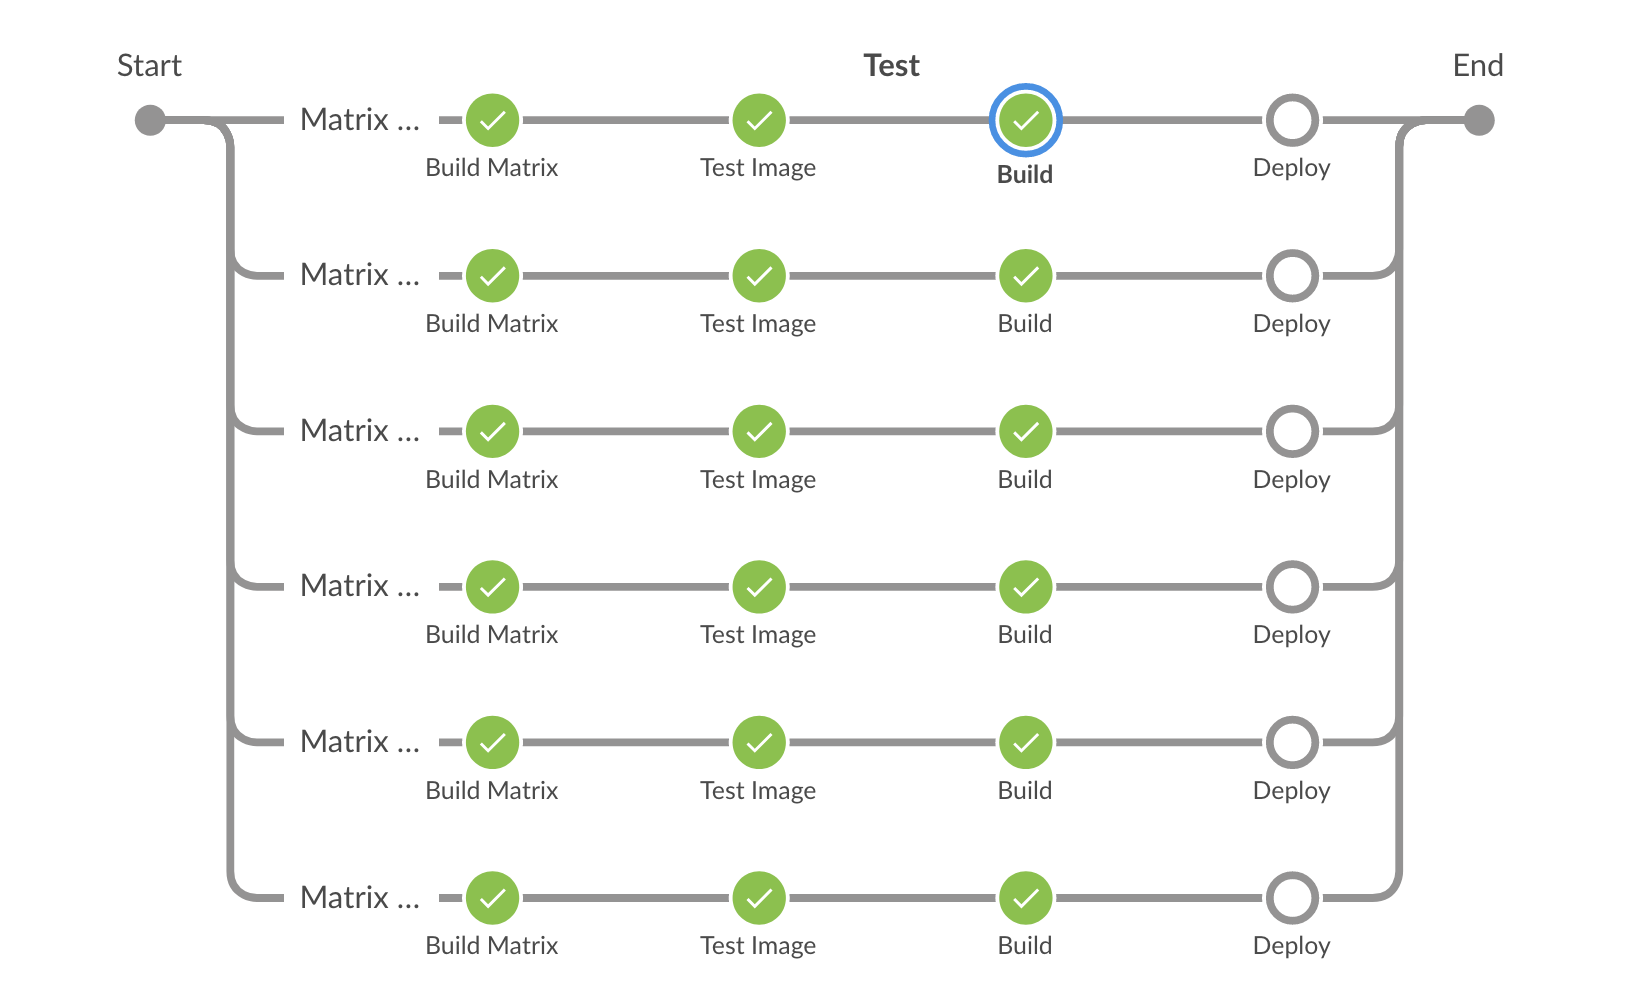 Start
Test
End
Matrix ...
Build Matrix
Test Image
Build
Deploy
Matrix ...
Build Matrix
Test Image
Build
Deploy
Matrix ...
Build Matrix
Test Image
Build
Deploy
Matrix ...
Build Matrix
Test Image
Build
Deploy
Matrix ...
Build Matrix
Test Image
Build
Deploy
Matrix ...
Build Matrix
Test Image
Build
Deploy